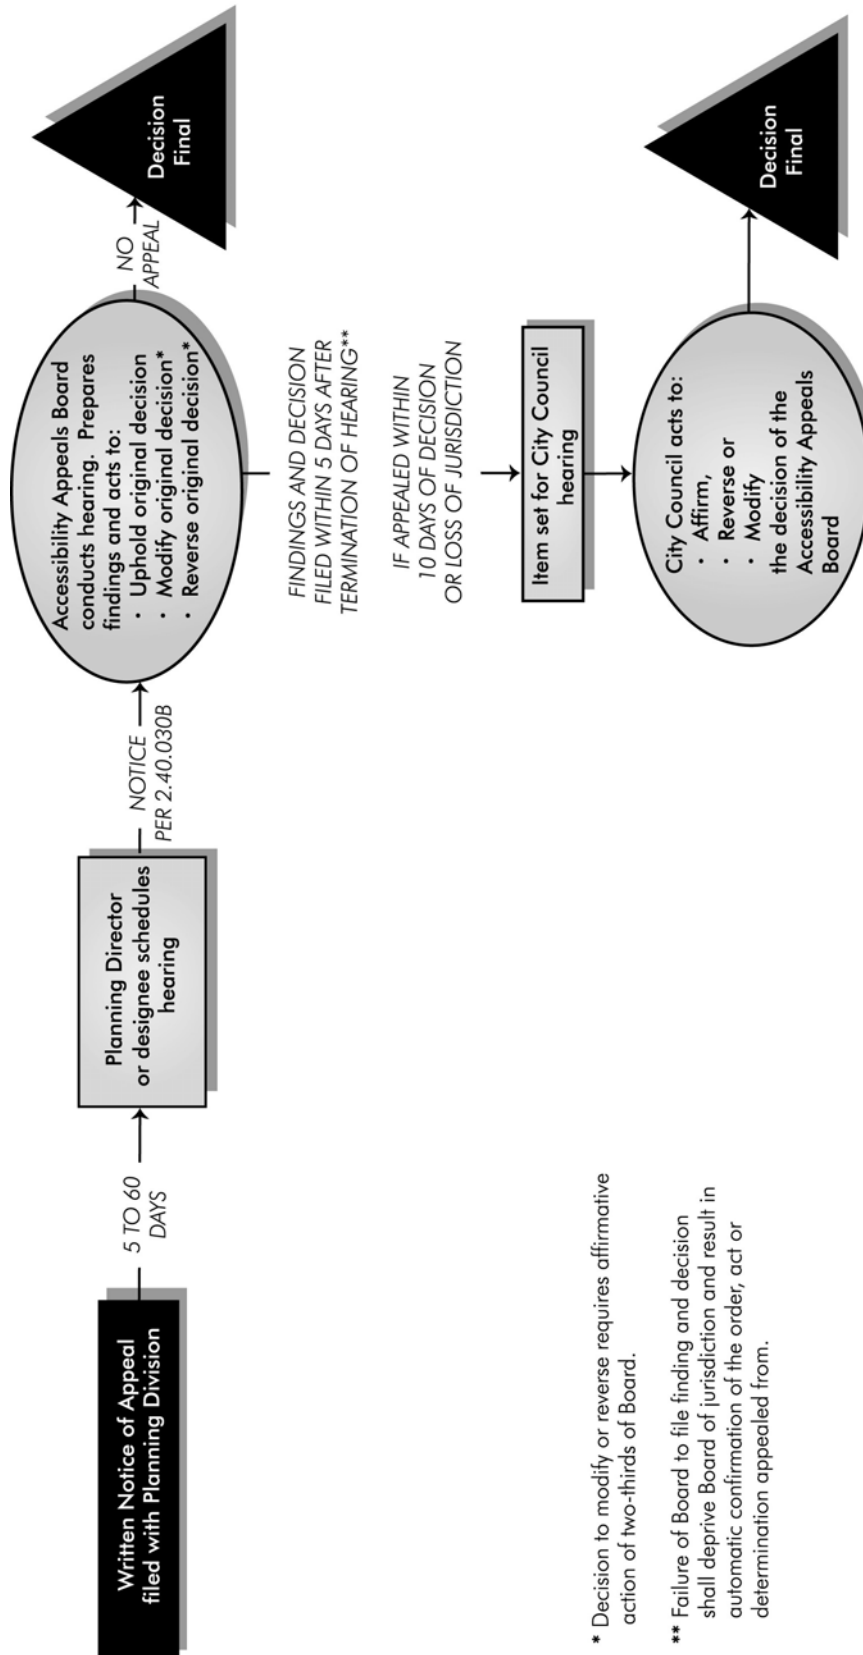 Written Notice of Appeal
filed with Planning Division
5 TO 60
DAYS
Planning Director
or designee schedules
hearing
NOTICE
PER 2.40.030B
Accessibility Appeals Board
conducts hearing.  Prepares
findings and acts to:
• Uphold original decision
• Modify original decision*
• Reverse original decision*
NO
APPEAL
Decision
Final
FINDINGS AND DECISION
FILED WITHIN 5 DAYS AFTER
TERMINATION OF HEARING**
IF APPEALED WITHIN
10 DAYS OF DECISION
OR LOSS OF JURISDICTION
Item set for City Council
hearing
City Council acts to:
• Affirm,
• Reverse or
• Modify
the decision of the
Accessibility Appeals
Board
Decision
Final
* Decision to modify or reverse requires affirmative
action of two-thirds of Board.
** Failure of Board to file finding and decision
shall deprive Board of jurisdiction and result in
automatic confirmation of the order, act or
determination appealed from.